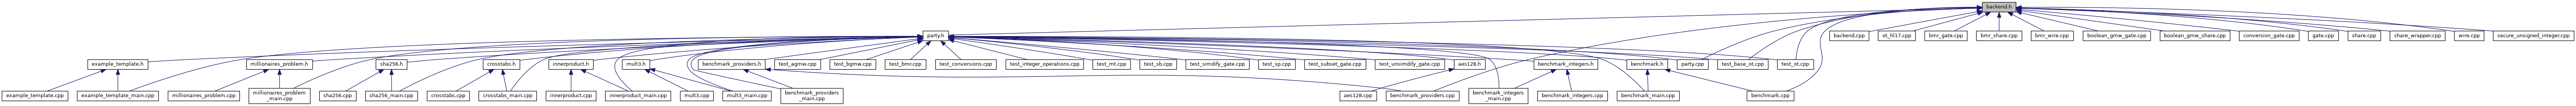 backend.h
party.h
backend.cpp
ot_hl17.cpp
bmr_gate.cpp
bmr_share.cpp
bmr_wire.cpp
boolean_gmw_gate.cpp
boolean_gmw_share.cpp
conversion_gate.cpp
gate.cpp
share.cpp
share_wrapper.cpp
wire.cpp
secure_unsigned_integer.cpp
example_template.h
millionaires_problem.h
sha256.h
crosstabs.h
innerproduct.h
mult3.h
benchmark_providers.h
test_agmw.cpp
test_bgmw.cpp
test_bmr.cpp
test_conversions.cpp
test_integer_operations.cpp
test_mt.cpp
test_sb.cpp
test_simdify_gate.cpp
test_sp.cpp
test_subset_gate.cpp
test_unsimdify_gate.cpp
aes128.h
benchmark_integers.h
benchmark.h
party.cpp
test_base_ot.cpp
test_ot.cpp
example_template.cpp
example_template_main.cpp
millionaires_problem.cpp
millionaires_problem
_main.cpp
sha256.cpp
sha256_main.cpp
crosstabs.cpp
crosstabs_main.cpp
innerproduct.cpp
innerproduct_main.cpp
mult3.cpp
mult3_main.cpp
benchmark_providers
_main.cpp
aes128.cpp
benchmark_providers.cpp
benchmark_integers
_main.cpp
benchmark_integers.cpp
benchmark_main.cpp
benchmark.cpp